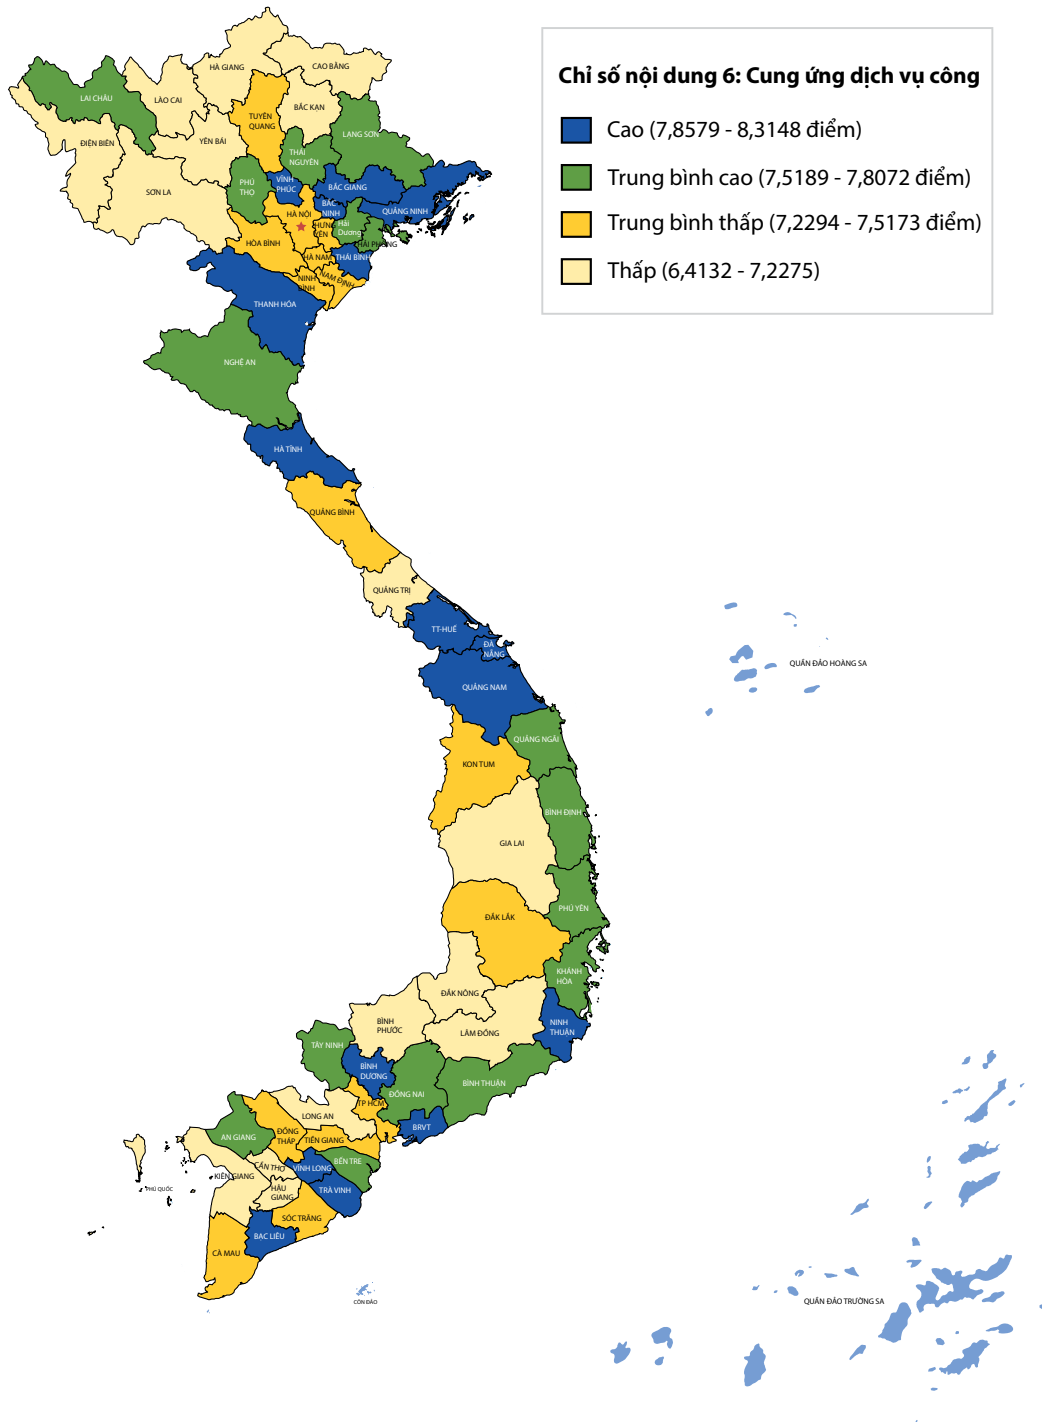 Chỉ số nội dung 6: Cung ứng dịch vụ công
Cao (7,8579 - 8,3148 điểm)
Trung bình cao (7,5189 - 7,8072 điểm)
Trung bình thấp (7,2294 - 7,5173 điểm)
Thấp (6,4132 - 7,2275)
HÀ GIANG
CAO BẰNG
LAI CHÂU
LÀO CAI
BẮC KẠN
TUYÊN
QUANG
LẠNG SƠN
ĐIỆN BIÊN
YÊN BÁI
THÁI
NGUYÊN
SƠN LA
PHÚ
THỌ
VĨNH
PHÚC
BẮC GIANG
BẮC
NINH
QUẢNG NINH
HÀ NỘI
HƯNG
YÊN
Hải
Dương
HẢI PHÒNG
HÒA BÌNH
HÀ NAM
THÁI BÌNH
NINH
BÌNH
NAM ĐỊNH
THANH HÓA
NGHỆ AN
HÀ TĨNH
QUẢNG BÌNH
QUẢNG TRỊ
TT-HUẾ
ĐÀ
NẴNG
QUẦN ĐẢO HOÀNG SA
QUẢNG NAM
QUẢNG NGÃI
KON TUM
BÌNH ĐỊNH
GIA LAI
PHÚ YÊN
ĐẮK LẮK
KHÁNH
HÒA
ĐẮK NÔNG
BÌNH
PHƯỚC
LÂM ĐỒNG
NINH
THUẬN
TÂY NINH
BÌNH
DƯƠNG
BÌNH THUẬN
ĐỒNG NAI
TP HCM
LONG AN
BRVT
AN GIANG
ĐỒNG
THÁP
TIỀN GIANG
BẾN TRE
CẦN THƠ
VĨNH LONG
KIÊN GIANG
PHÚ QUỐC
HẬU
GIANG
TRÀ VINH
SÓC TRĂNG
BẠC LIÊU
CÀ MAU
CÔN ĐẢO
QUẦN ĐẢO TRƯỜNG SA